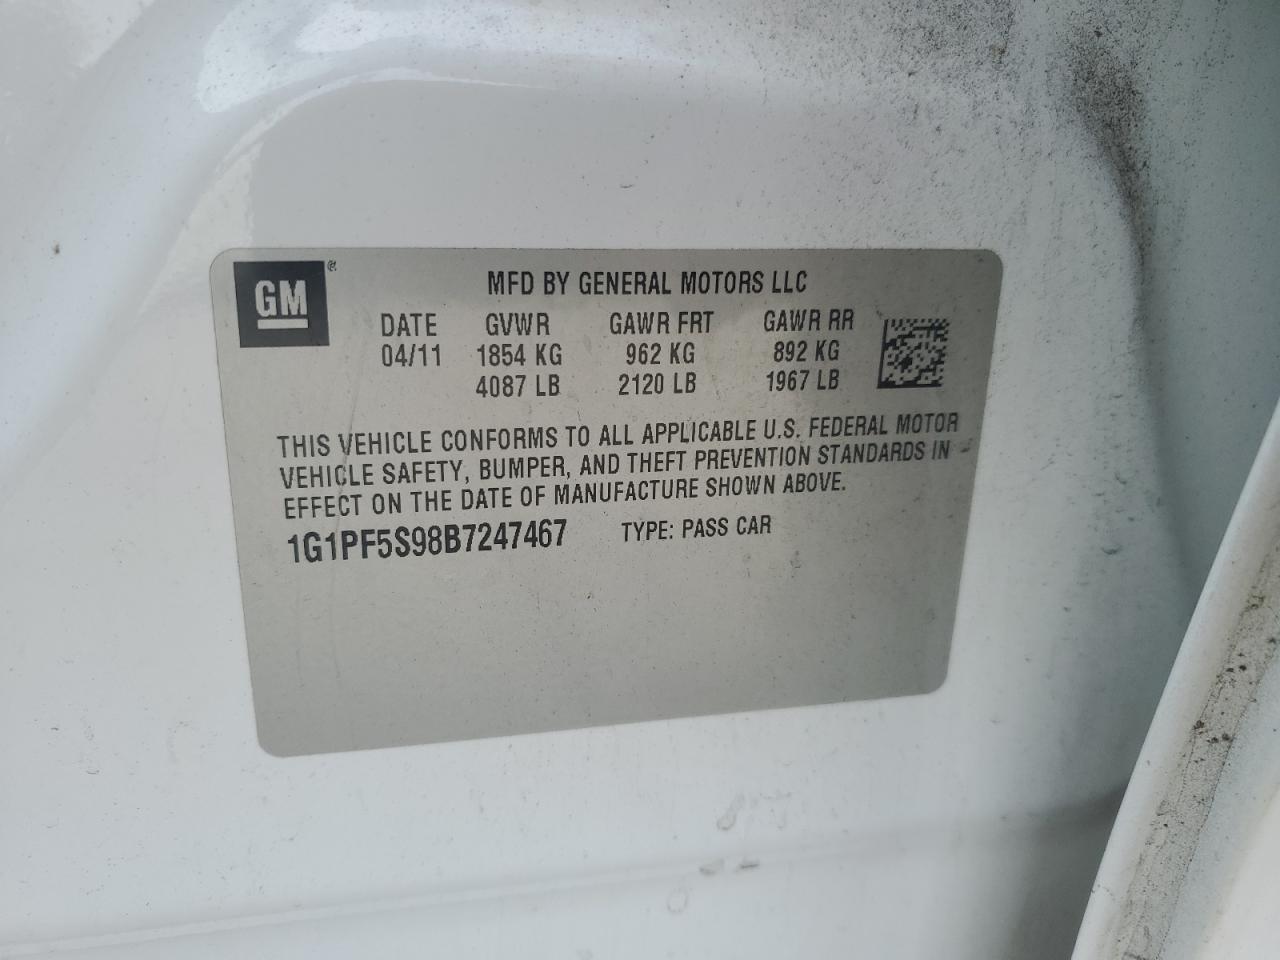 GM
MFD BY GENERAL MOTORS LLC
DATE GVWR GAWR FRT GAWR RR
04/11 1854 KG 962 KG 892 KG
4087 LB 2120 LB 1967 LB
THIS VEHICLE CONFORMS TO ALL APPLICABLE U.S. FEDERAL MOTOR
VEHICLE SAFETY, BUMPER, AND THEFT PREVENTION STANDARDS IN
EFFECT ON THE DATE OF MANUFACTURE SHOWN ABOVE.
1G1PF5S98B7247467 TYPE: PASS CAR